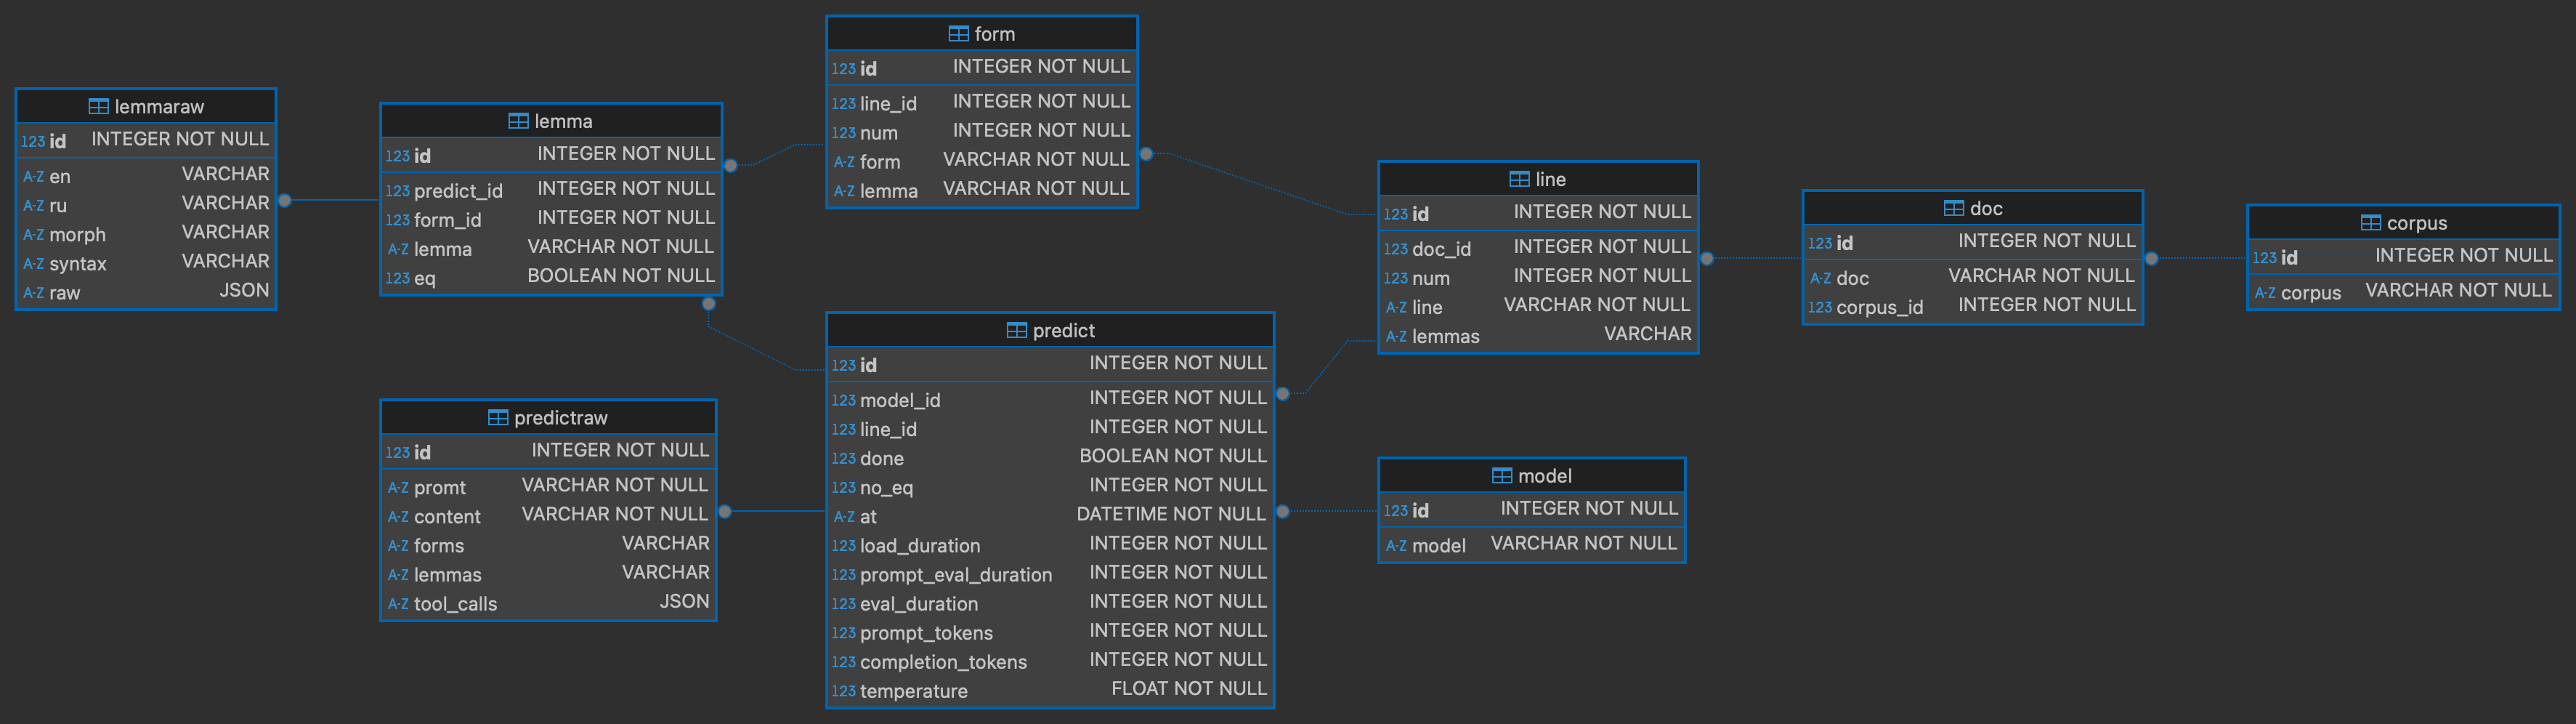 lemmaraw
123 id INTEGER NOT NULL
A-Z en VARCHAR
A-Z ru VARCHAR
A-Z morph VARCHAR
A-Z syntax VARCHAR
A-Z raw JSON
lemma
123 id INTEGER NOT NULL
123 predict_id INTEGER NOT NULL
123 form_id INTEGER NOT NULL
A-Z lemma VARCHAR NOT NULL
123 eq BOOLEAN NOT NULL
predictraw
123 id INTEGER NOT NULL
A-Z promt VARCHAR NOT NULL
A-Z content VARCHAR NOT NULL
A-Z forms VARCHAR
A-Z lemmas VARCHAR
A-Z tool_calls JSON
form
123 id INTEGER NOT NULL
123 line_id INTEGER NOT NULL
123 num INTEGER NOT NULL
A-Z form VARCHAR NOT NULL
A-Z lemma VARCHAR NOT NULL
predict
123 id INTEGER NOT NULL
123 model_id INTEGER NOT NULL
123 line_id INTEGER NOT NULL
123 done BOOLEAN NOT NULL
123 no_eq INTEGER NOT NULL
A-Z at DATETIME NOT NULL
123 load_duration INTEGER NOT NULL
123 prompt_eval_duration INTEGER NOT NULL
123 eval_duration INTEGER NOT NULL
123 prompt_tokens INTEGER NOT NULL
123 completion_tokens INTEGER NOT NULL
123 temperature FLOAT NOT NULL
line
123 id INTEGER NOT NULL
123 doc_id INTEGER NOT NULL
123 num INTEGER NOT NULL
A-Z line VARCHAR NOT NULL
A-Z lemmas VARCHAR
model
123 id INTEGER NOT NULL
A-Z model VARCHAR NOT NULL
doc
123 id INTEGER NOT NULL
A-Z doc VARCHAR NOT NULL
123 corpus_id INTEGER NOT NULL
corpus
123 id INTEGER NOT NULL
A-Z corpus VARCHAR NOT NULL